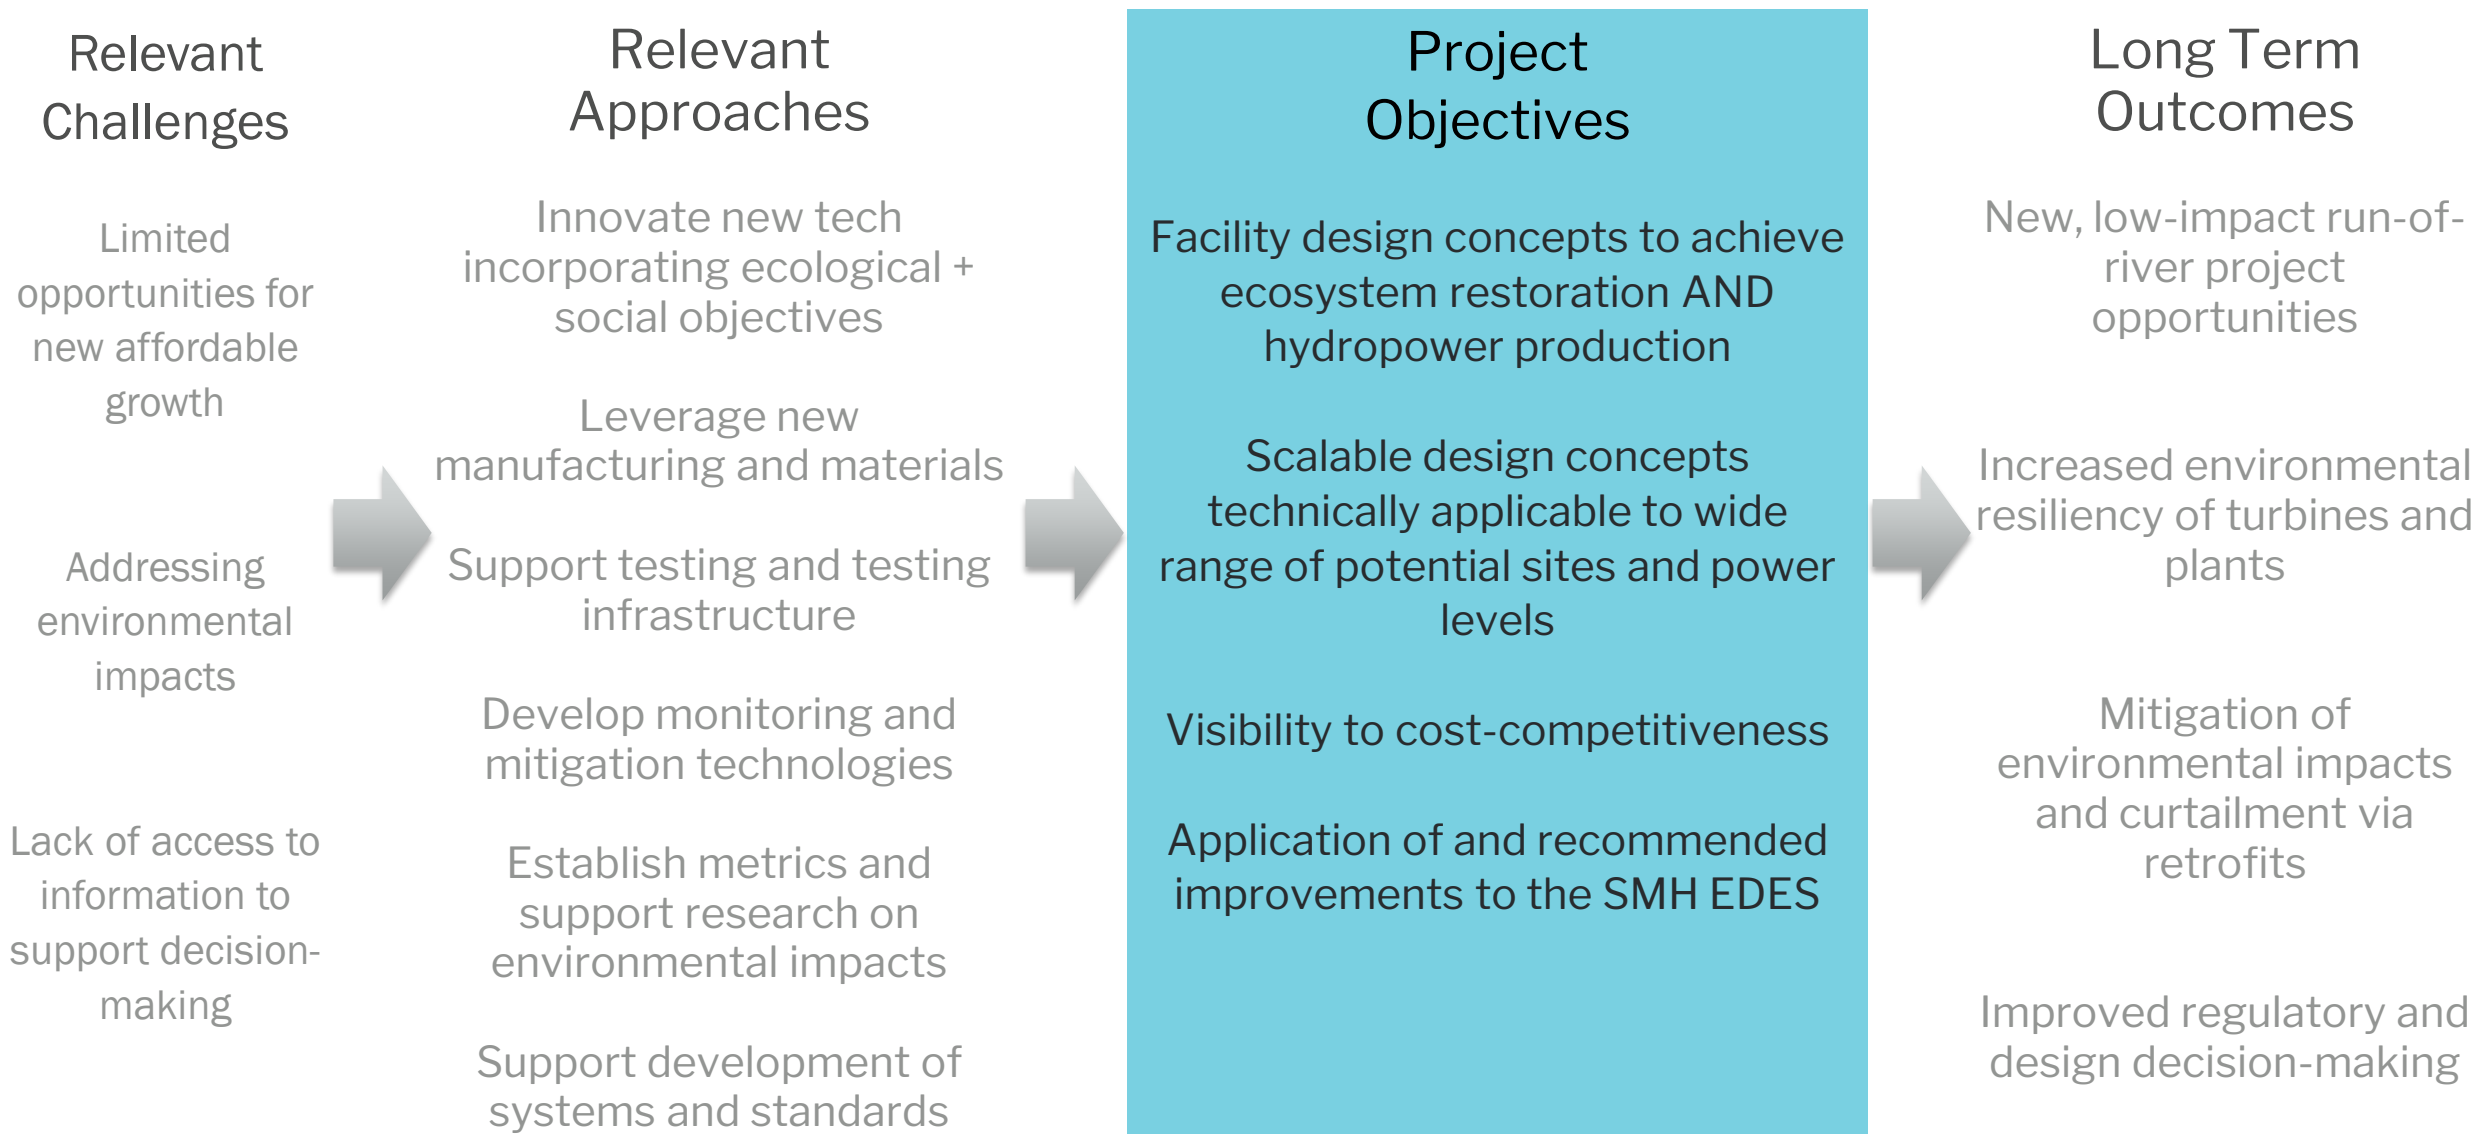 Relevant
Challenges
Limited
opportunities for
new affordable
growth
Addressing
environmental
impacts
Lack of access to
information to
support decision-
making
Relevant
Approaches
Innovate new tech
incorporating ecological +
social objectives
Leverage new
manufacturing and materials
Support testing and testing
infrastructure
Develop monitoring and
mitigation technologies
Establish metrics and
support research on
environmental impacts
Support development of
systems and standards
Project
Objectives
Facility design concepts to achieve
ecosystem restoration AND
hydropower production
Scalable design concepts
technically applicable to wide
range of potential sites and power
levels
Visibility to cost-competitiveness
Application of and recommended
improvements to the SMH EDES
Long Term
Outcomes
New, low-impact run-of-
river project
opportunities
Increased environmental
resiliency of turbines and
plants
Mitigation of
environmental impacts
and curtailment via
retrofits
Improved regulatory and
design decision-making